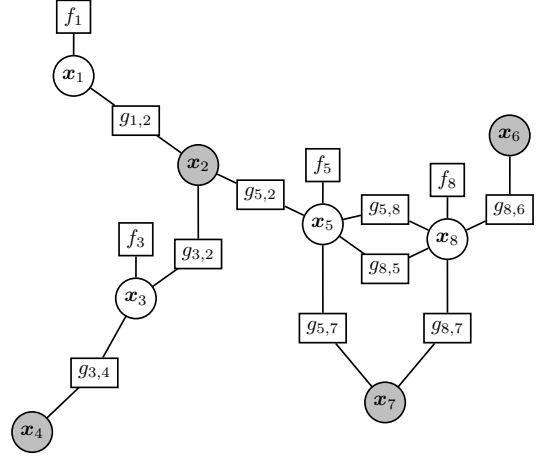 f₁
x₁
g₁,₂
x₆
x₂
f₅
f₈
g₅,₂
g₅,₈
g₈,₆
x₅
x₈
f₃
g₃,₂
g₈,₅
x₃
g₅,₇
g₈,₇
g₃,₄
x₇
x₄